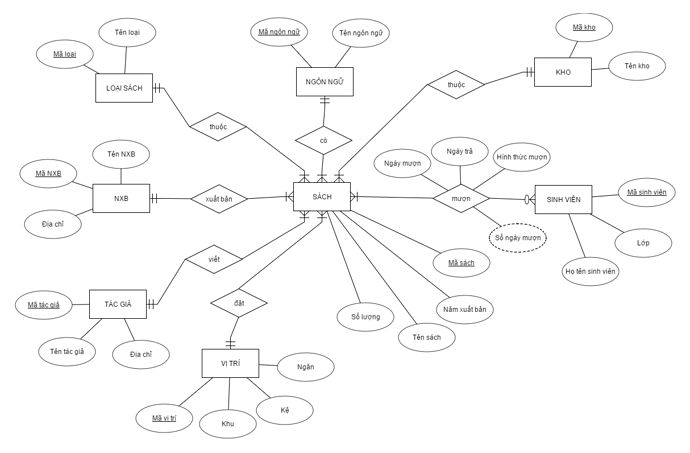 Mã kho
Tên loại
Mã ngôn ngữ
Tên ngôn ngữ
Mã loại
Tên kho
KHO
NGÔN NGỮ
LOẠI SÁCH
thuộc
thuộc
có
Ngày trả
Tên NXB
Hình thức mượn
Ngày mượn
Mã NXB
Mã sinh viên
NXB
xuất bản
SÁCH
mượn
SINH VIÊN
Địa chỉ
Số ngày mượn
Lớp
viết
Mã sách
Họ tên sinh viên
TÁC GIẢ
đặt
Mã tác giả
Năm xuất bản
Số lượng
Tên sách
Tên tác giả
Địa chỉ
VỊ TRÍ
Ngăn
Kệ
Mã vị trí
Khu